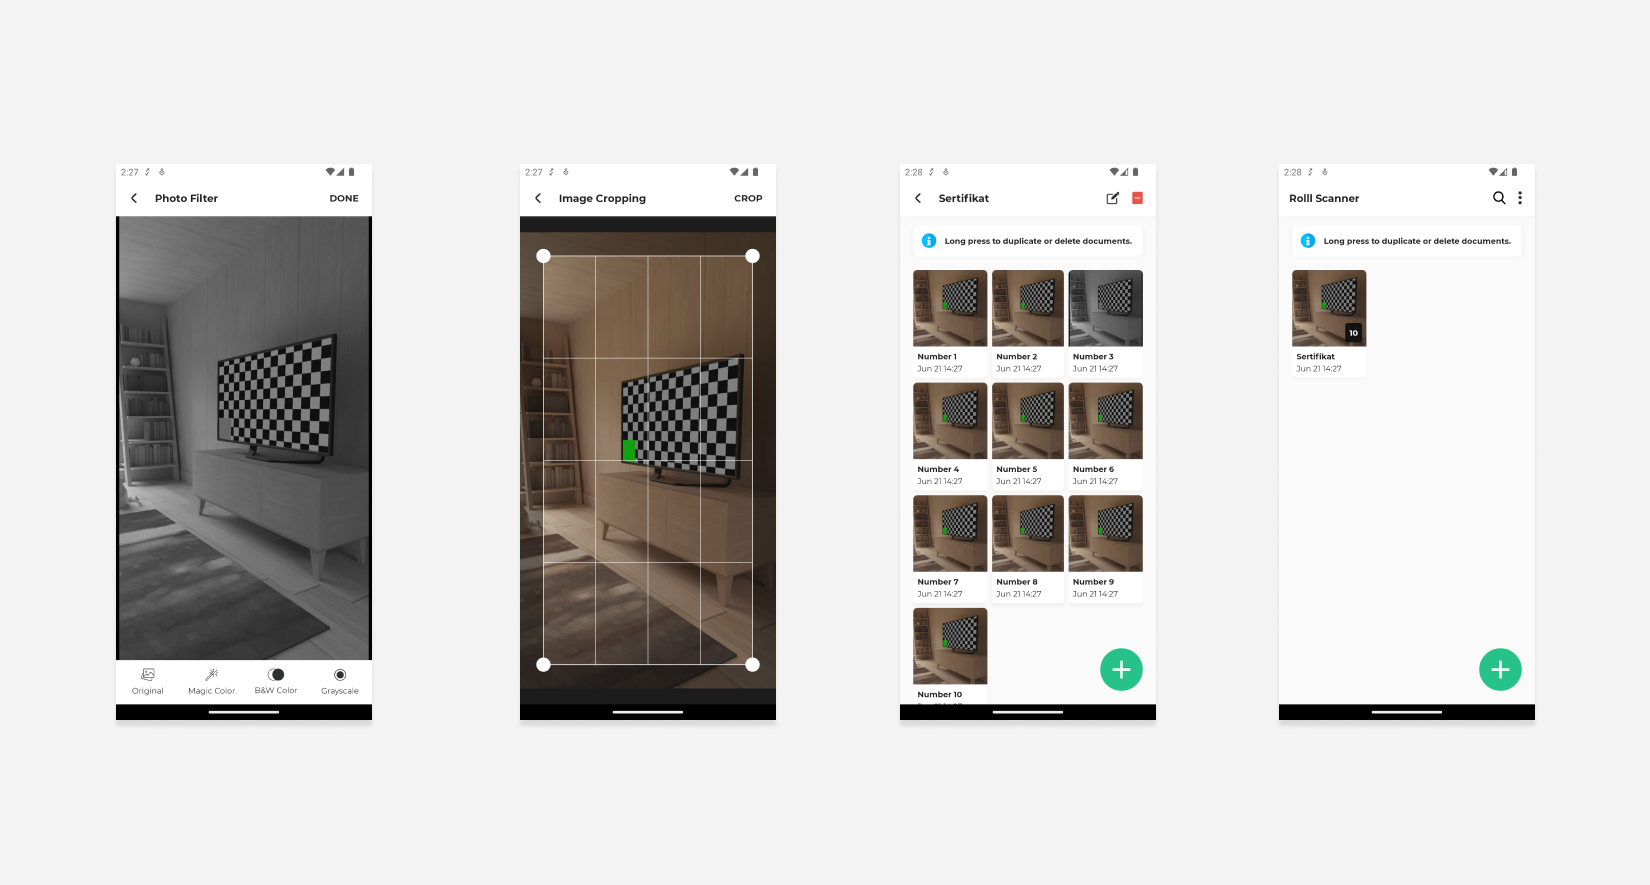 2:27
Photo Filter
DONE
Original
Magic Color
B&W Color
Grayscale
2:27
Image Cropping
CROP
2:28
Sertifikat
Long press to duplicate or delete documents.
Number 1
Jun 21 14:27
Number 2
Jun 21 14:27
Number 3
Jun 21 14:27
Number 4
Jun 21 14:27
Number 5
Jun 21 14:27
Number 6
Jun 21 14:27
Number 7
Jun 21 14:27
Number 8
Jun 21 14:27
Number 9
Jun 21 14:27
Number 10
2:28
Rolll Scanner
Long press to duplicate or delete documents.
10
Sertifikat
Jun 21 14:27